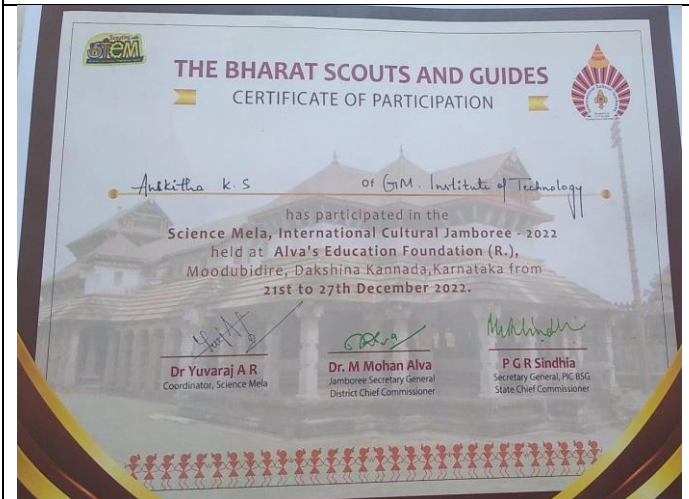 STEM
THE BHARAT SCOUTS AND GUIDES
CERTIFICATE OF PARTICIPATION
Anskitha K.S of G.M. Institute of Technology
has participated in the
Science Mela, International Cultural Jamboree - 2022
held at Alva's Education Foundation (R.),
Moodubidire, Dakshina Kannada,Karnataka from
21st to 27th December 2022.
Dr Yuvaraj A R
Coordinator, Science Mela
Dr. M Mohan Alva
Jamboree Secretary General
District Chief Commissioner
P G R Sindhia
Secretary General, PIC BSG
State Chief Commissioner